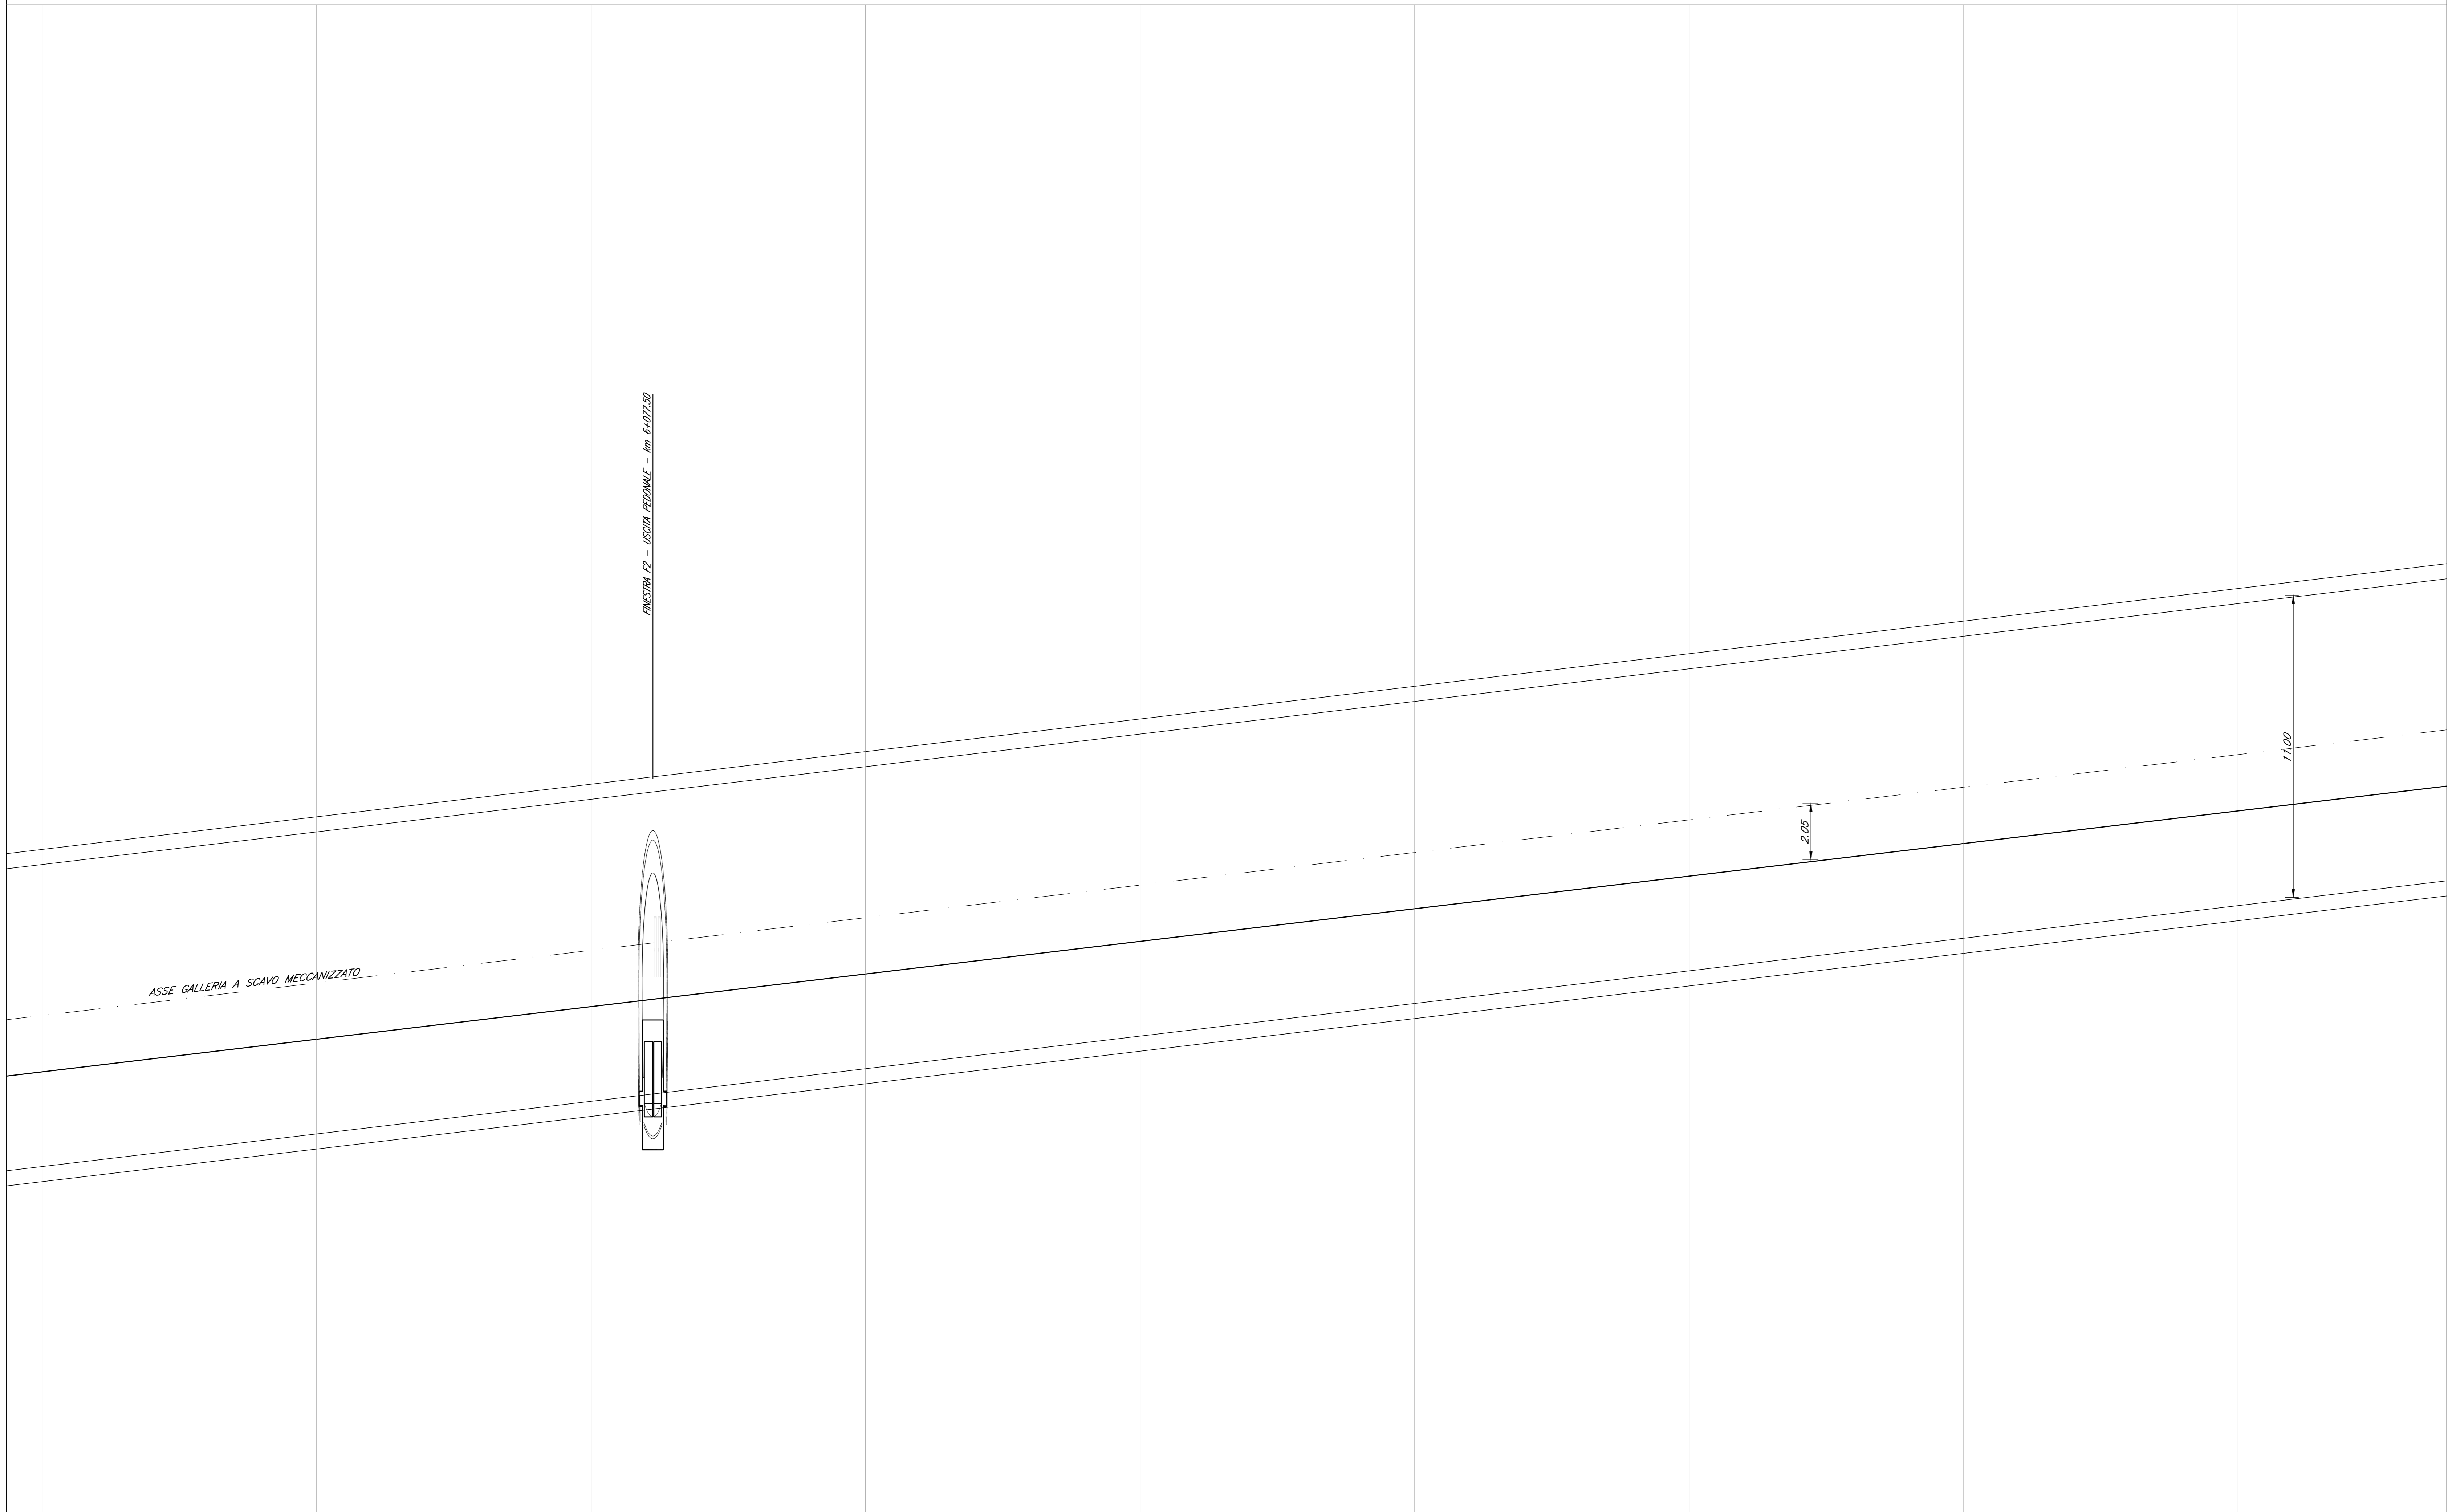 FINESTRA F2 - USCITA PEDONALE - km 6+077.50
11.00
2.05
ASSE GALLERIA A SCAVO MECCANIZZATO